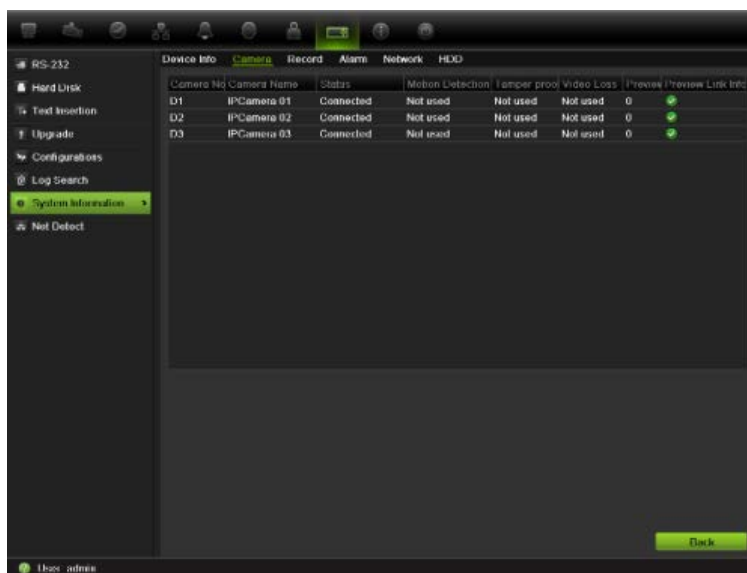 RS-232
Hard Disk
Text Insertion
Upgrade
Configurations
Log Search
System Information
Net Detect
Device Info Camera Record Alarm Network HDD
Camera No Camera Name Status Motion Detection Tamper proo Video Loss Preview Preview Link Info
D1 IPCamera 01 Connected Not used Not used Not used 0
D2 IPCamera 02 Connected Not used Not used Not used 0
D3 IPCamera 03 Connected Not used Not used Not used 0
Back
User: admin